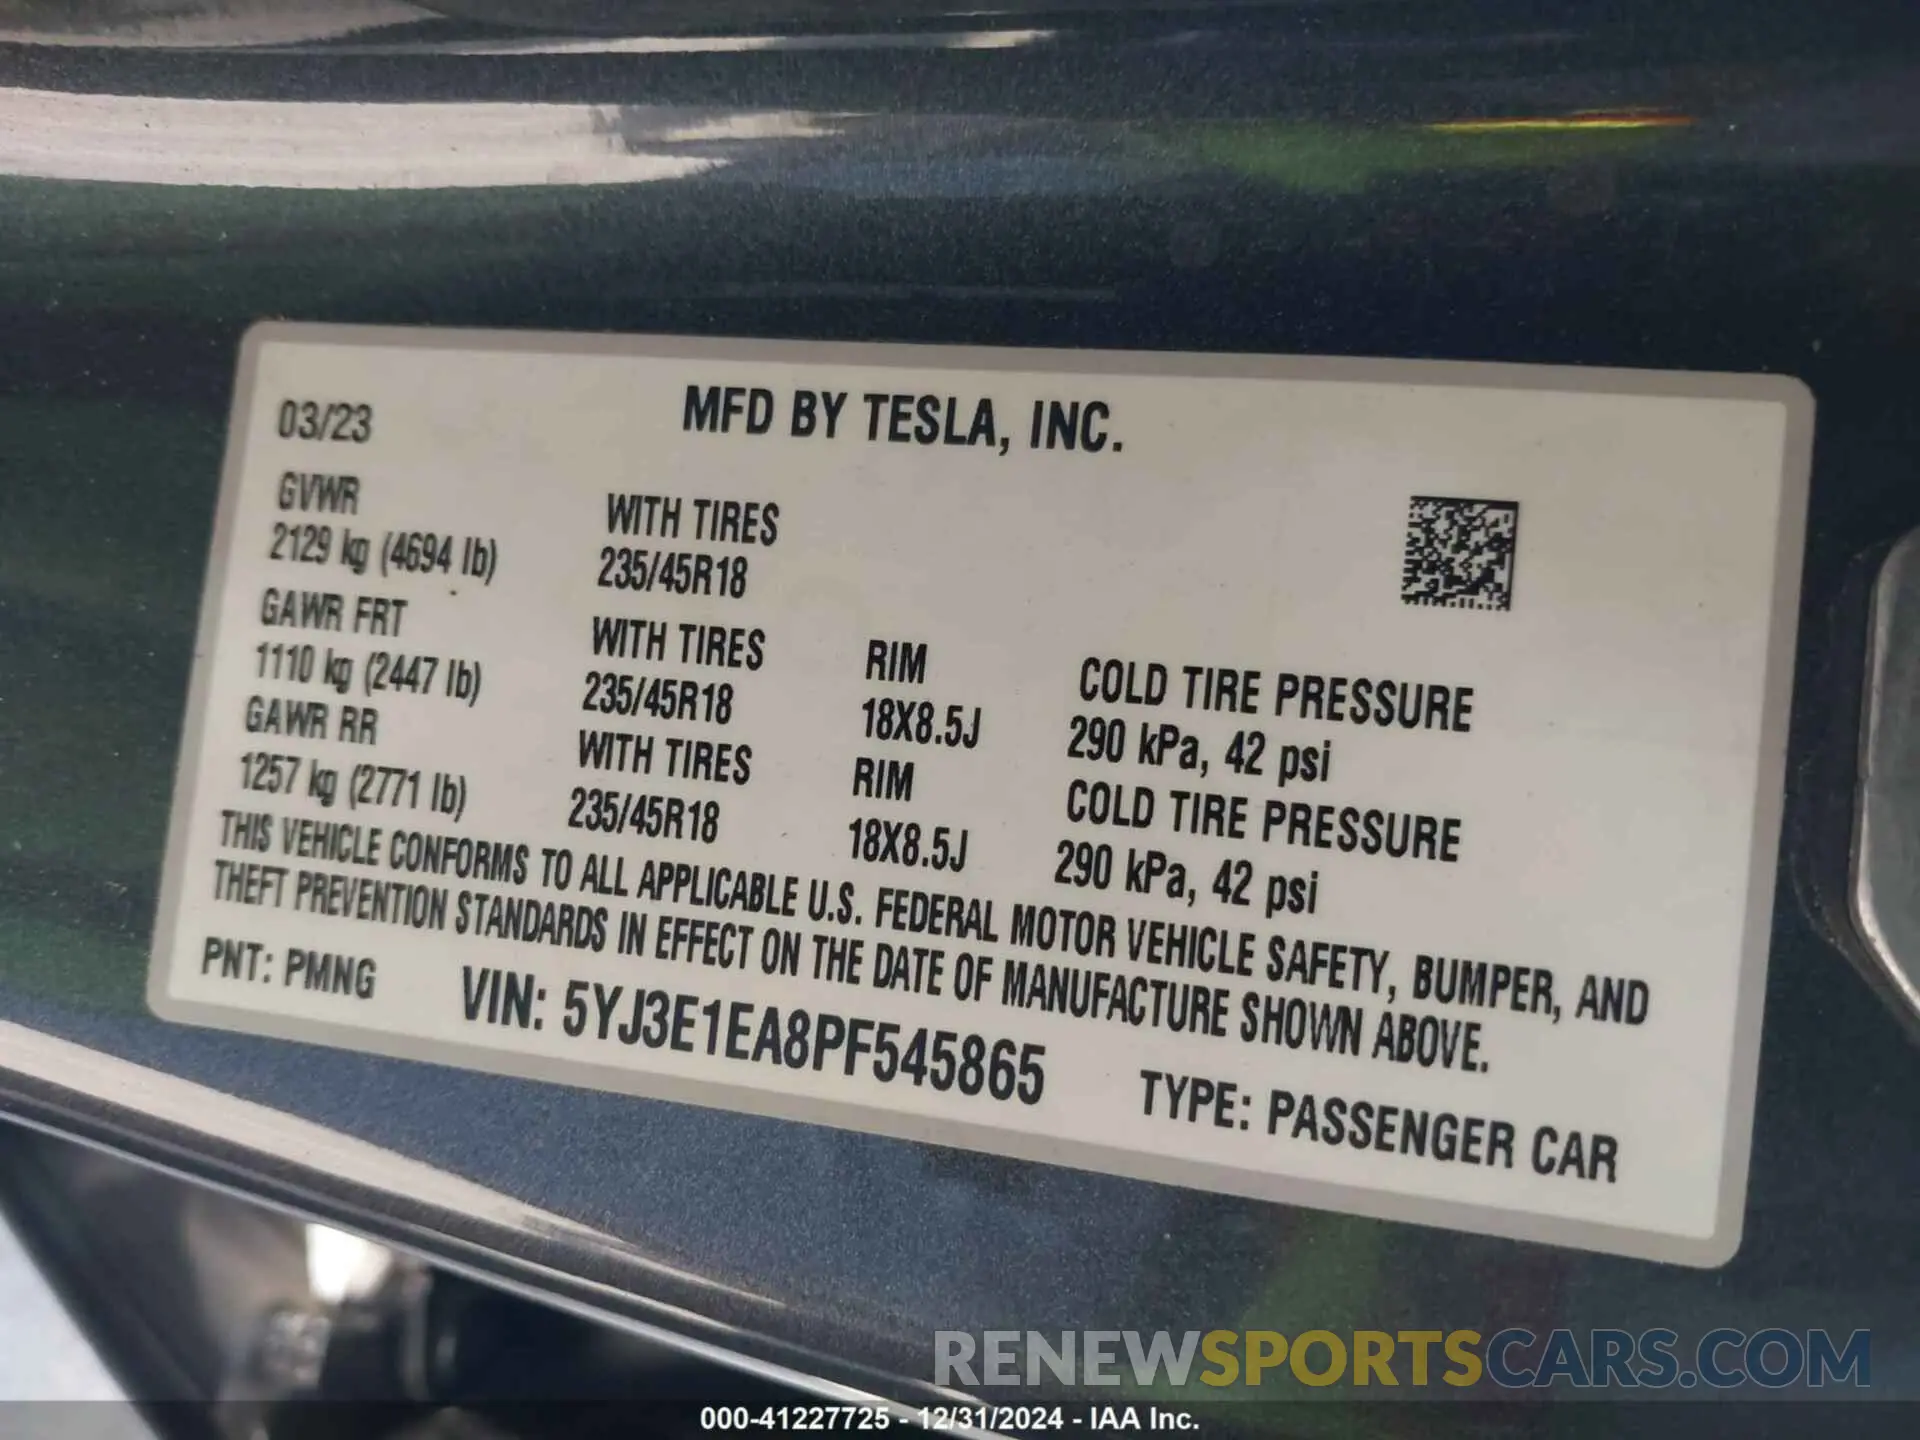 03/23
MFD BY TESLA, INC.
GVWR
2129 kg (4694 lb)
WITH TIRES
235/45R18
GAWR FRT
1110 kg (2447 lb)
WITH TIRES
235/45R18
RIM
18X8.5J
COLD TIRE PRESSURE
290 kPa, 42 psi
GAWR RR
1257 kg (2771 lb)
WITH TIRES
235/45R18
RIM
18X8.5J
COLD TIRE PRESSURE
290 kPa, 42 psi
THIS VEHICLE CONFORMS TO ALL APPLICABLE U.S. FEDERAL MOTOR VEHICLE SAFETY, BUMPER, AND
THEFT PREVENTION STANDARDS IN EFFECT ON THE DATE OF MANUFACTURE SHOWN ABOVE.
PNT: PMNG
VIN: 5YJ3E1EA8PF545865
TYPE: PASSENGER CAR
RENEWSPORTSCARS.COM
000-41227725 - 12/31/2024 - IAA Inc.